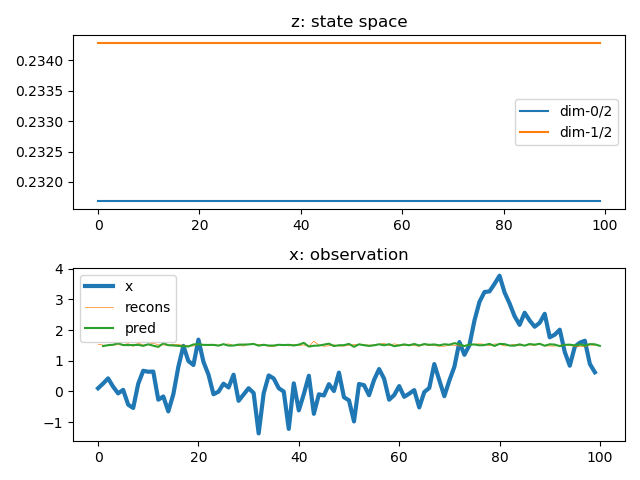 z: state space
0.2340
0.2335
0.2330
0.2325
0.2320
dim-0/2
dim-1/2
0 20 40 60 80 100
x: observation
4
3
2
1
0
−1
x
recons
pred
0 20 40 60 80 100